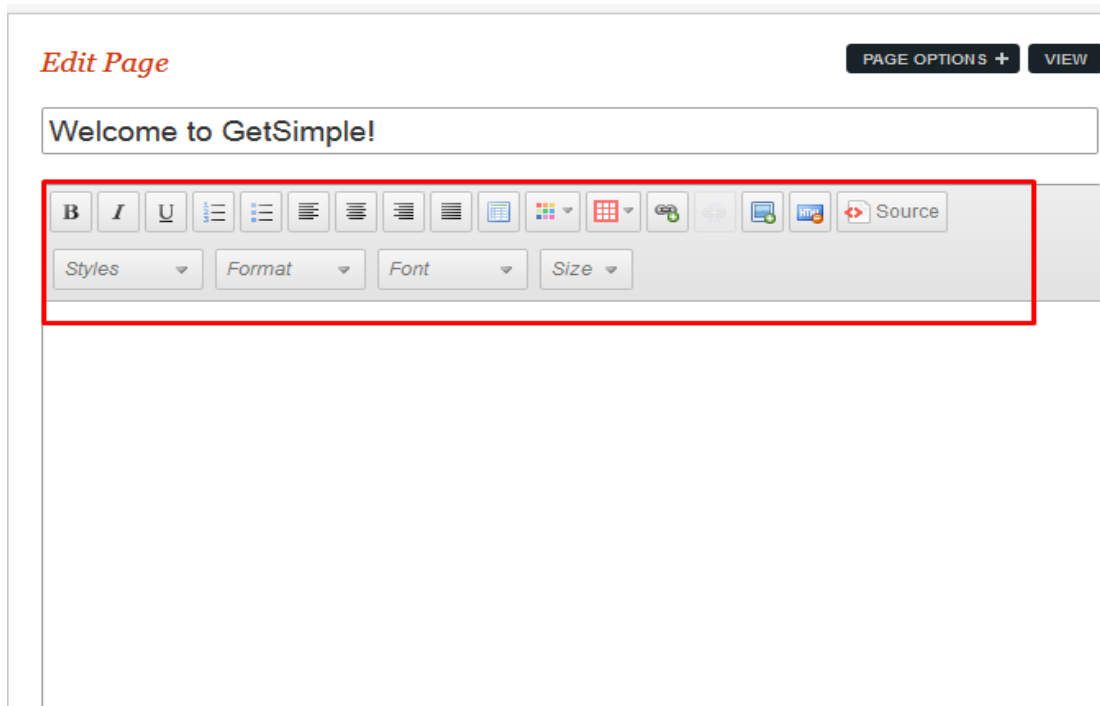 Edit Page
PAGE OPTIONS + VIEW
Welcome to GetSimple!
B I U Source
Styles Format Font Size